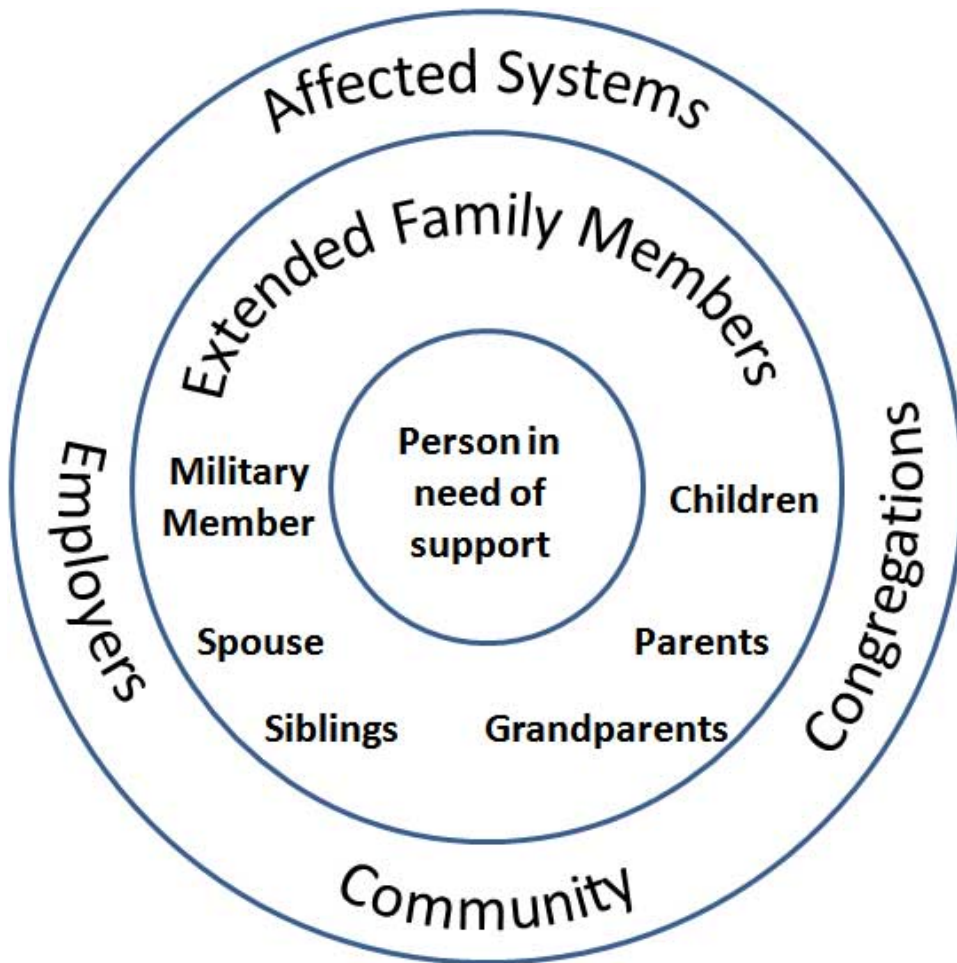 Affected Systems
Extended Family Members
Person in
need of
support
Military
Member
Children
Spouse
Parents
Siblings
Grandparents
Employers
Congregations
Community